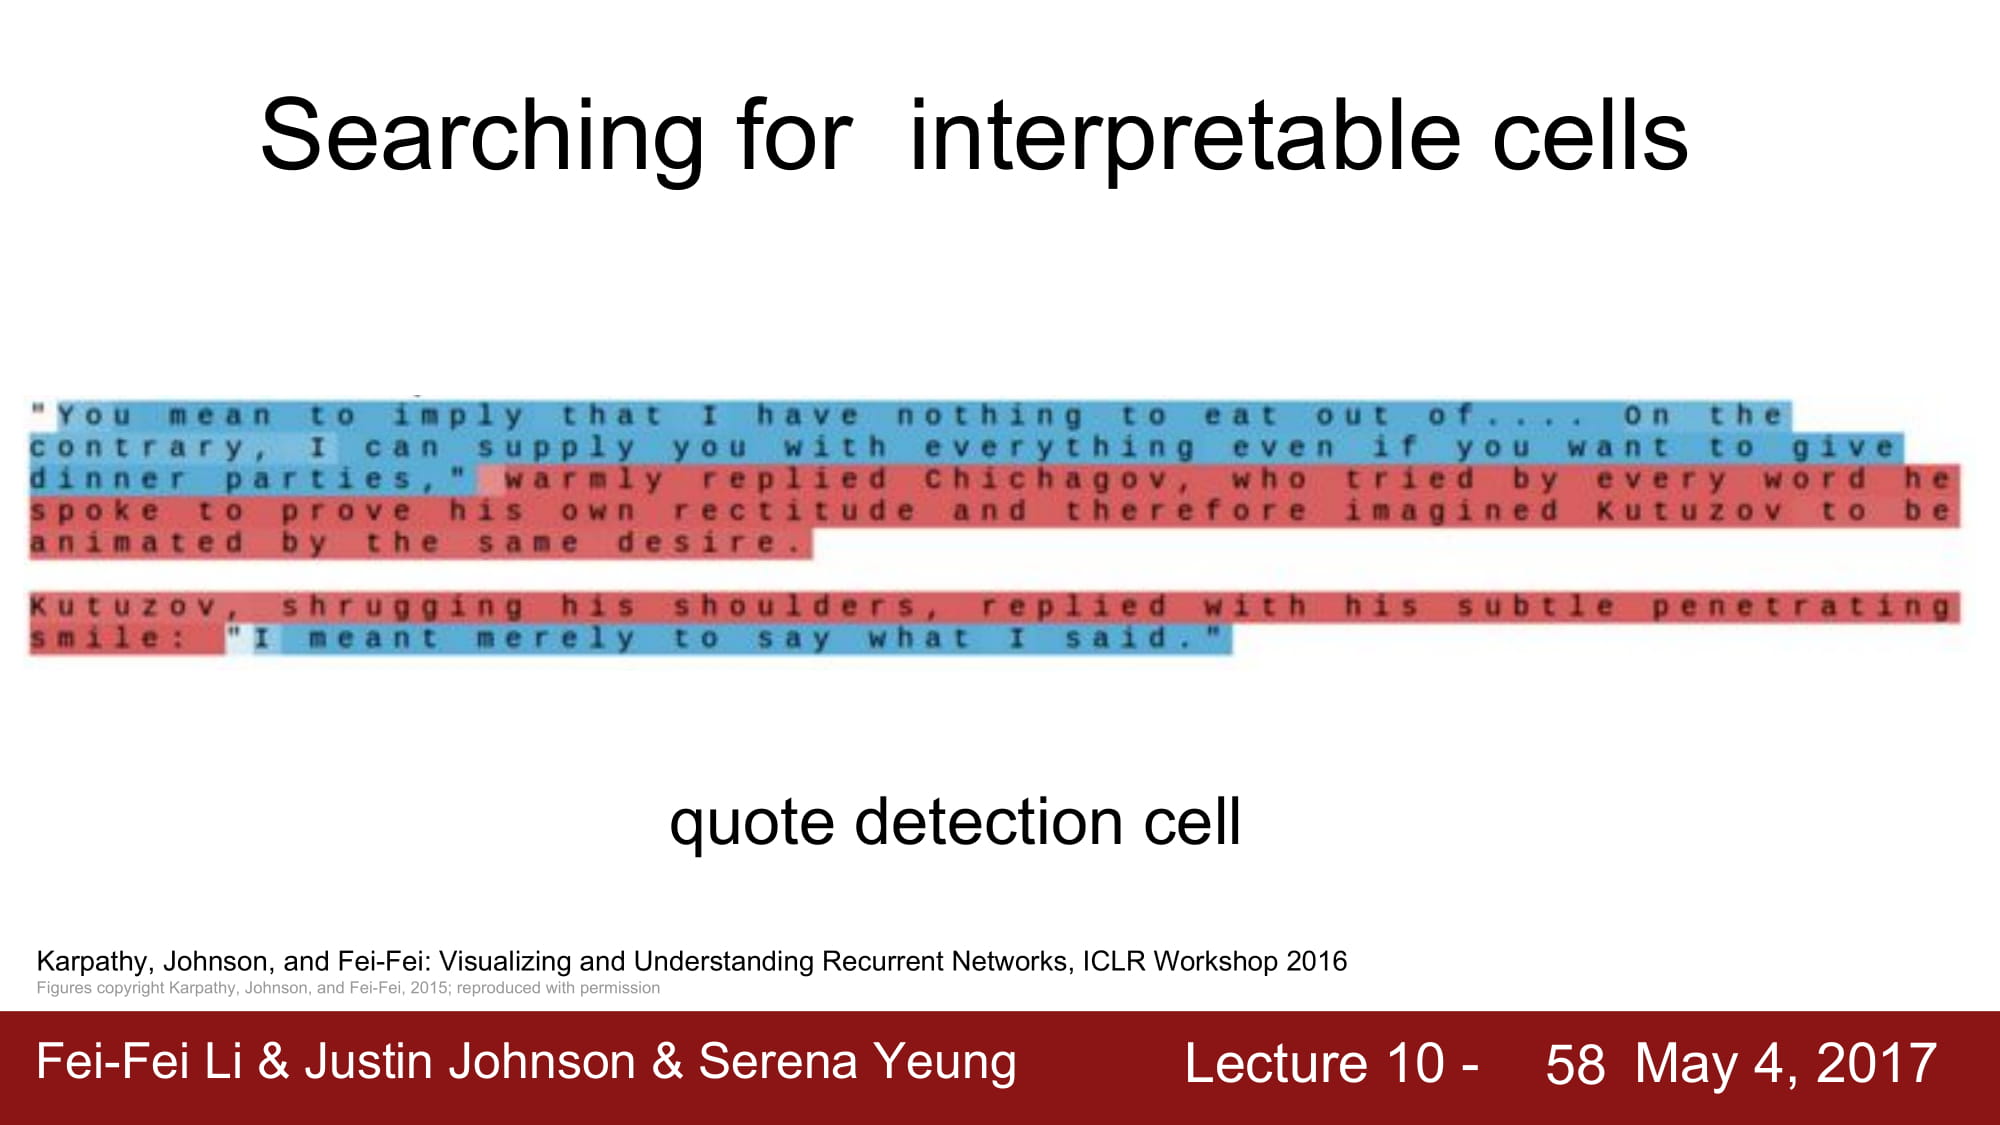 Searching for  interpretable cells
"You mean to imply that I have nothing to eat out of.... On the
contrary, I can supply you with everything even if you want to give
dinner parties," warmly replied Chichagov, who tried by every word he
spoke to prove his own rectitude and therefore imagined Kutuzov to be
animated by the same desire.
Kutuzov, shrugging his shoulders, replied with his subtle penetrating
smile: "I meant merely to say what I said."
quote detection cell
Karpathy, Johnson, and Fei-Fei: Visualizing and Understanding Recurrent Networks, ICLR Workshop 2016
Figures copyright Karpathy, Johnson, and Fei-Fei, 2015; reproduced with permission
Fei-Fei Li & Justin Johnson & Serena Yeung Lecture 10 - 58 May 4, 2017